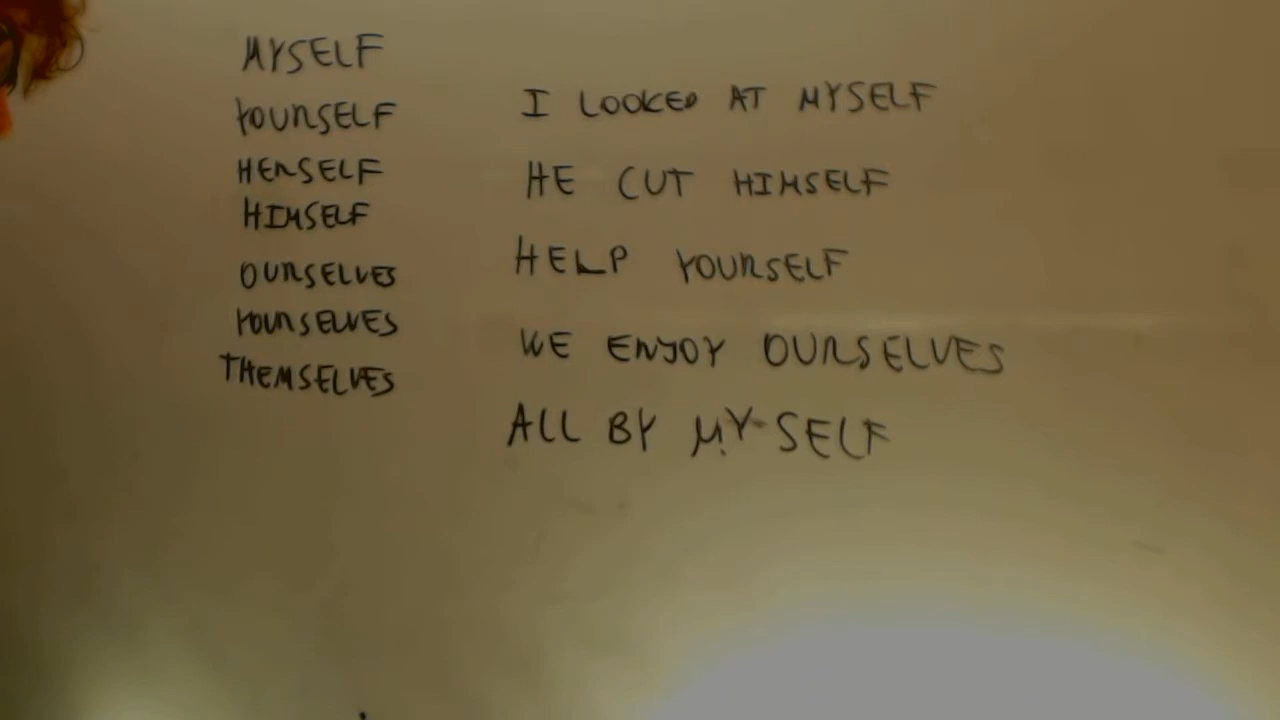 MYSELF
YOURSELF
HERSELF
HIMSELF
OURSELVES
YOURSELVES
THEMSELVES
I LOOKED AT MYSELF
HE CUT HIMSELF
HELP YOURSELF
WE ENJOY OURSELVES
ALL BY MY-SELF